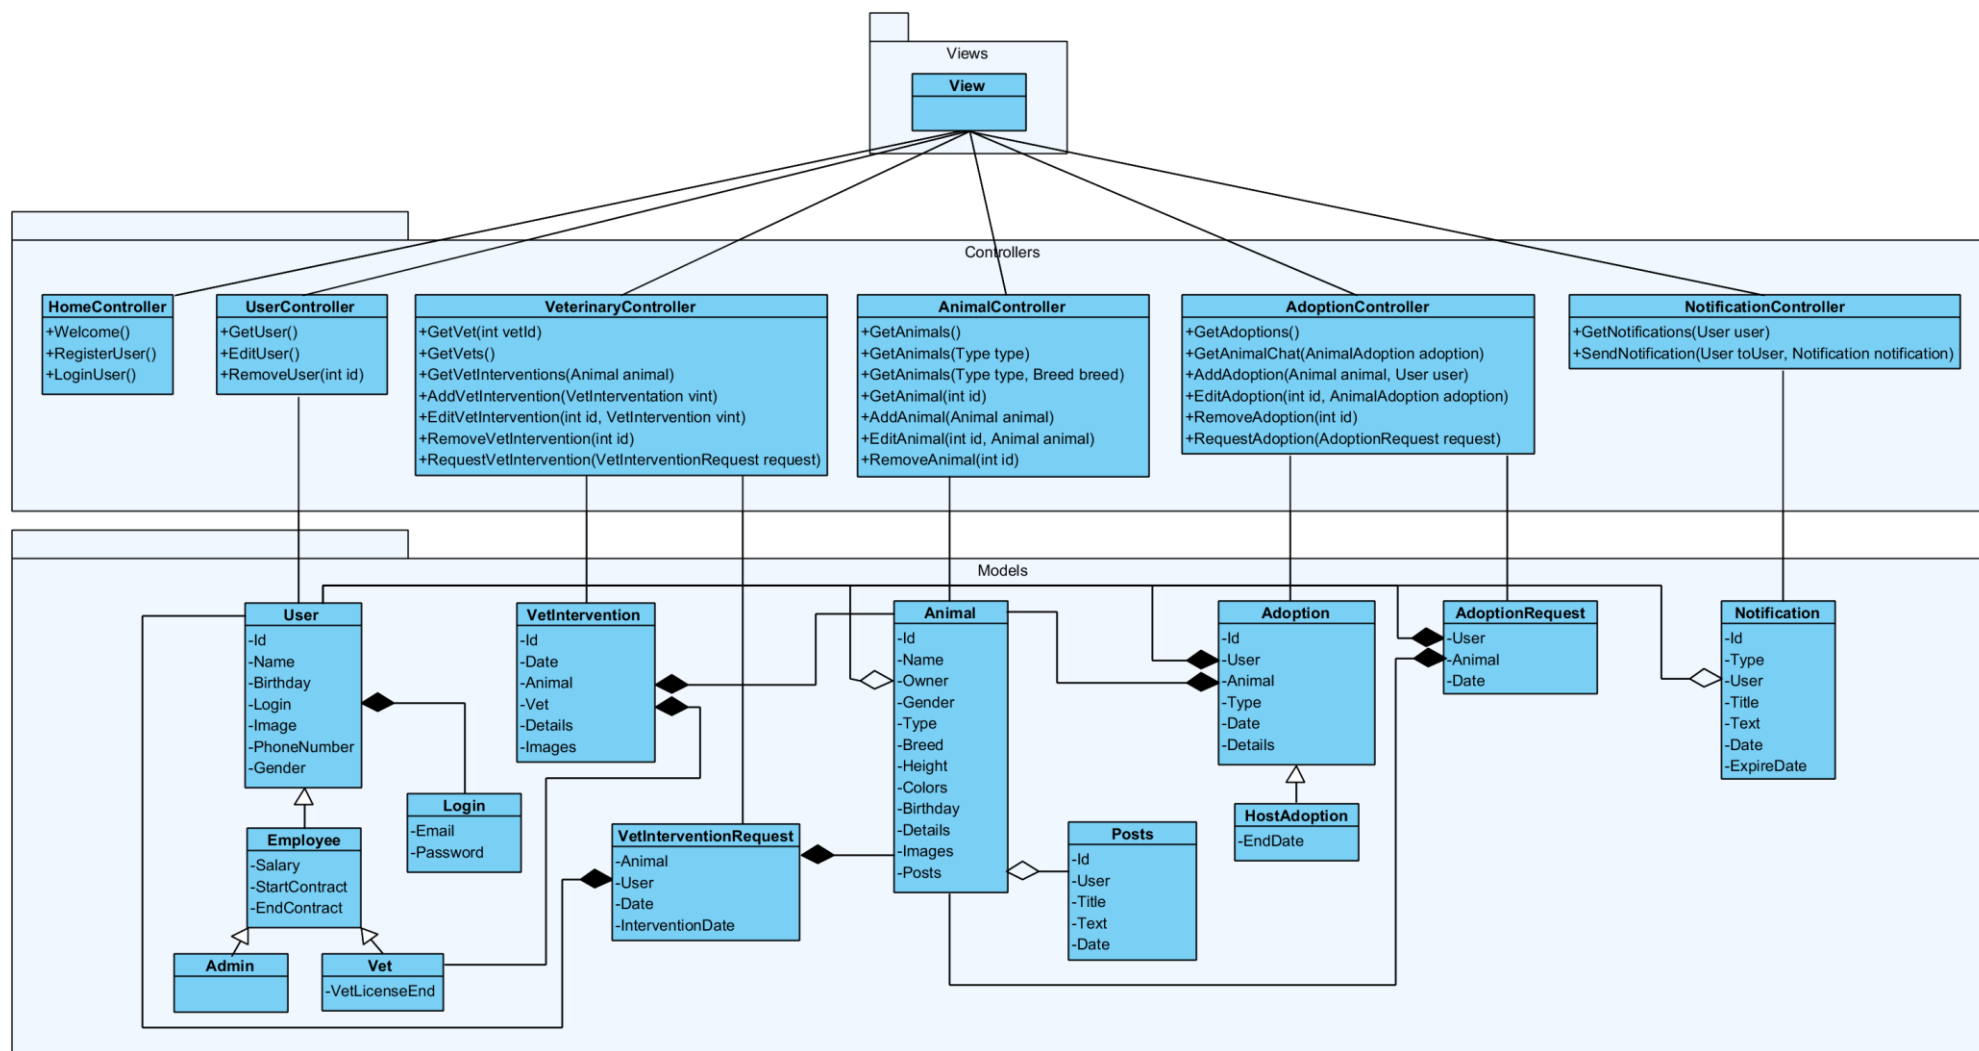 Views
View
Controllers
HomeController
+Welcome()
+RegisterUser()
+LoginUser()
UserController
+GetUser()
+EditUser()
+RemoveUser(int id)
VeterinaryController
+GetVet(int vetId)
+GetVets()
+GetVetInterventions(Animal animal)
+AddVetIntervention(VetInterventation vint)
+EditVetIntervention(int id, VetIntervention vint)
+RemoveVetIntervention(int id)
+RequestVetIntervention(VetInterventionRequest request)
AnimalController
+GetAnimals()
+GetAnimals(Type type)
+GetAnimals(Type type, Breed breed)
+GetAnimal(int id)
+AddAnimal(Animal animal)
+EditAnimal(int id, Animal animal)
+RemoveAnimal(int id)
AdoptionController
+GetAdoptions()
+GetAnimalChat(AnimalAdoption adoption)
+AddAdoption(Animal animal, User user)
+EditAdoption(int id, AnimalAdoption adoption)
+RemoveAdoption(int id)
+RequestAdoption(AdoptionRequest request)
NotificationController
+GetNotifications(User user)
+SendNotification(User toUser, Notification notification)
Models
User
-Id
-Name
-Birthday
-Login
-Image
-PhoneNumber
-Gender
VetIntervention
-Id
-Date
-Animal
-Vet
-Details
-Images
Animal
-Id
-Name
-Owner
-Gender
-Type
-Breed
-Height
-Colors
-Birthday
-Details
-Images
-Posts
Adoption
-Id
-User
-Animal
-Type
-Date
-Details
AdoptionRequest
-User
-Animal
-Date
Notification
-Id
-Type
-User
-Title
-Text
-Date
-ExpireDate
Login
-Email
-Password
Employee
-Salary
-StartContract
-EndContract
VetInterventionRequest
-Animal
-User
-Date
-InterventionDate
Posts
-Id
-User
-Title
-Text
-Date
HostAdoption
-EndDate
Admin
Vet
-VetLicenseEnd